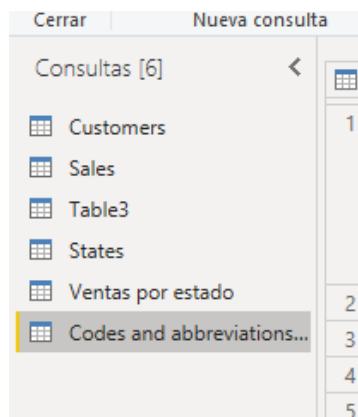 Cerrar Nueva consulta
Consultas [6]
Customers
Sales
Table3
States
Ventas por estado
Codes and abbreviations...
1
2
3
4
5